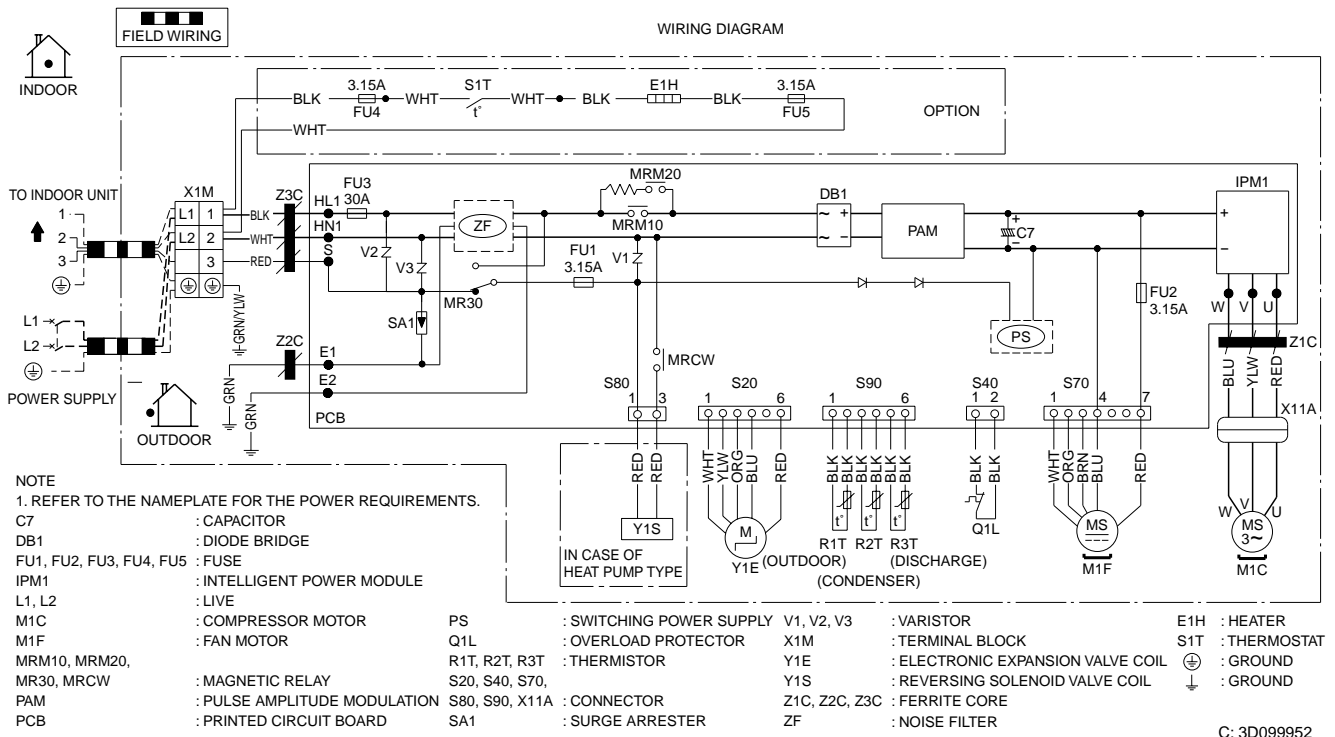 WIRING DIAGRAM
FIELD WIRING
INDOOR
BLK 3.15A FU4 WHT S1T t° WHT BLK E1H BLK 3.15A FU5
WHT
OPTION
TO INDOOR UNIT
1
2
3
X1M
L1 1
L2 2
3
BLK
WHT
RED
GRN/YLW
Z3C
HL1
HN1
S
FU3
30A
V2
V3
ZF
SA1
MR30
MRM20
MRM10
FU1
3.15A
V1
DB1
~ +
~ −
PAM
+
−
C7
IPM1
+
−
FU2
3.15A
PS
W V U
Z1C
BLU YLW RED
X11A
L1
L2
POWER SUPPLY
OUTDOOR
Z2C
GRN
GRN
E1
E2
PCB
MRCW
S80
1 3
RED RED
Y1S
IN CASE OF
HEAT PUMP TYPE
S20
1 6
WHT YLW ORG BLU RED
M
Y1E
S90
1 6
BLK BLK BLK BLK BLK BLK
t° t° t°
R1T R2T R3T
(OUTDOOR) (DISCHARGE)
(CONDENSER)
S40
1 2
BLK BLK
Q1L
S70
1 4 7
WHT ORG BRN BLU RED
MS
M1F
W V U
MS
3~
M1C
NOTE
1. REFER TO THE NAMEPLATE FOR THE POWER REQUIREMENTS.
C7 : CAPACITOR
DB1 : DIODE BRIDGE
FU1, FU2, FU3, FU4, FU5 : FUSE
IPM1 : INTELLIGENT POWER MODULE
L1, L2 : LIVE
M1C : COMPRESSOR MOTOR
M1F : FAN MOTOR
MRM10, MRM20,
MR30, MRCW : MAGNETIC RELAY
PAM : PULSE AMPLITUDE MODULATION
PCB : PRINTED CIRCUIT BOARD
PS : SWITCHING POWER SUPPLY
Q1L : OVERLOAD PROTECTOR
R1T, R2T, R3T : THERMISTOR
S20, S40, S70,
S80, S90, X11A : CONNECTOR
SA1 : SURGE ARRESTER
V1, V2, V3 : VARISTOR
X1M : TERMINAL BLOCK
Y1E : ELECTRONIC EXPANSION VALVE COIL
Y1S : REVERSING SOLENOID VALVE COIL
Z1C, Z2C, Z3C : FERRITE CORE
ZF : NOISE FILTER
E1H : HEATER
S1T : THERMOSTAT
: GROUND
: GROUND
C: 3D099952